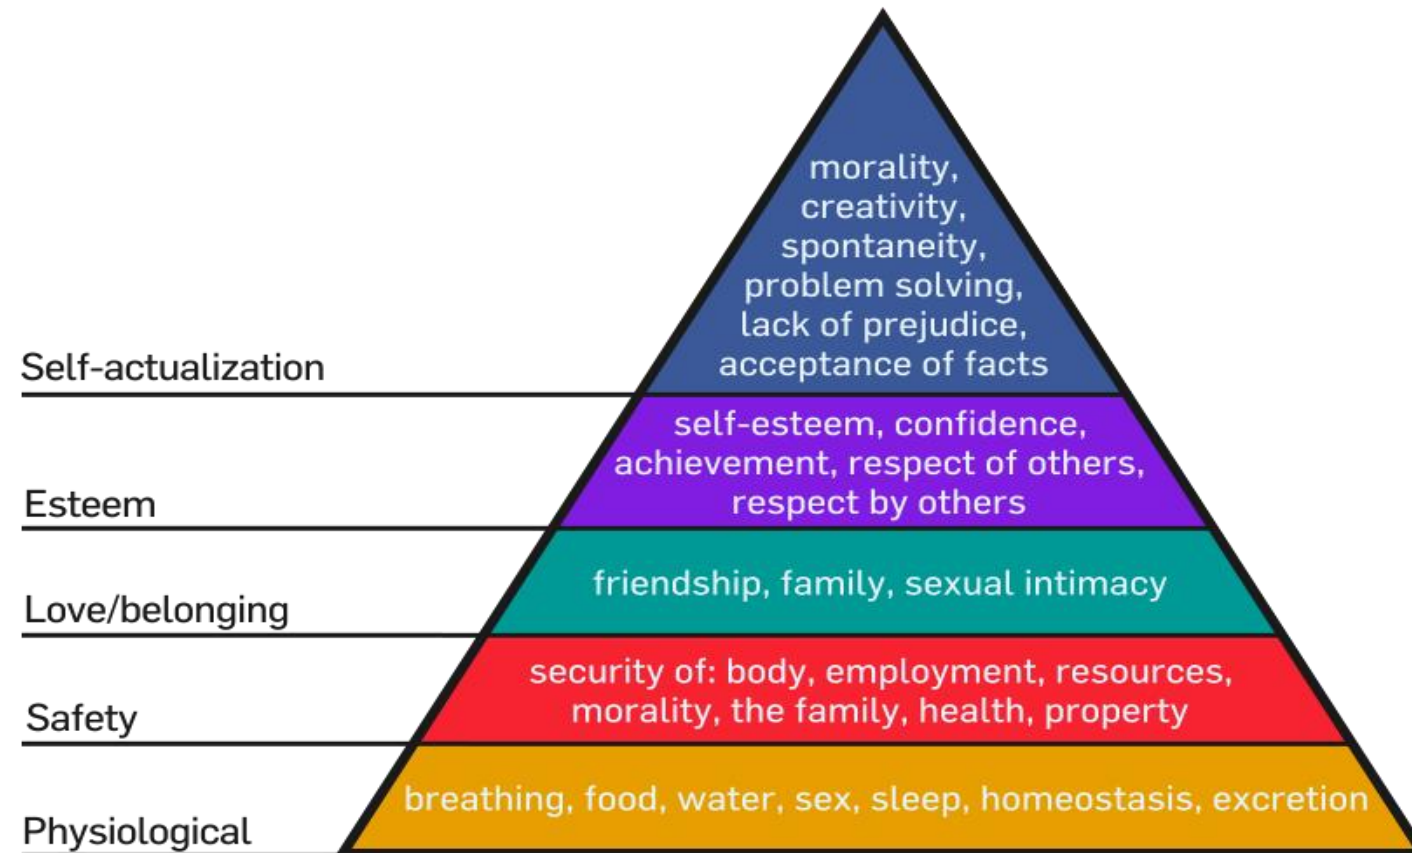 morality,
creativity,
spontaneity,
problem solving,
lack of prejudice,
acceptance of facts
Self-actualization
self-esteem, confidence,
achievement, respect of others,
respect by others
Esteem
friendship, family, sexual intimacy
Love/belonging
security of: body, employment, resources,
morality, the family, health, property
Safety
breathing, food, water, sex, sleep, homeostasis, excretion
Physiological